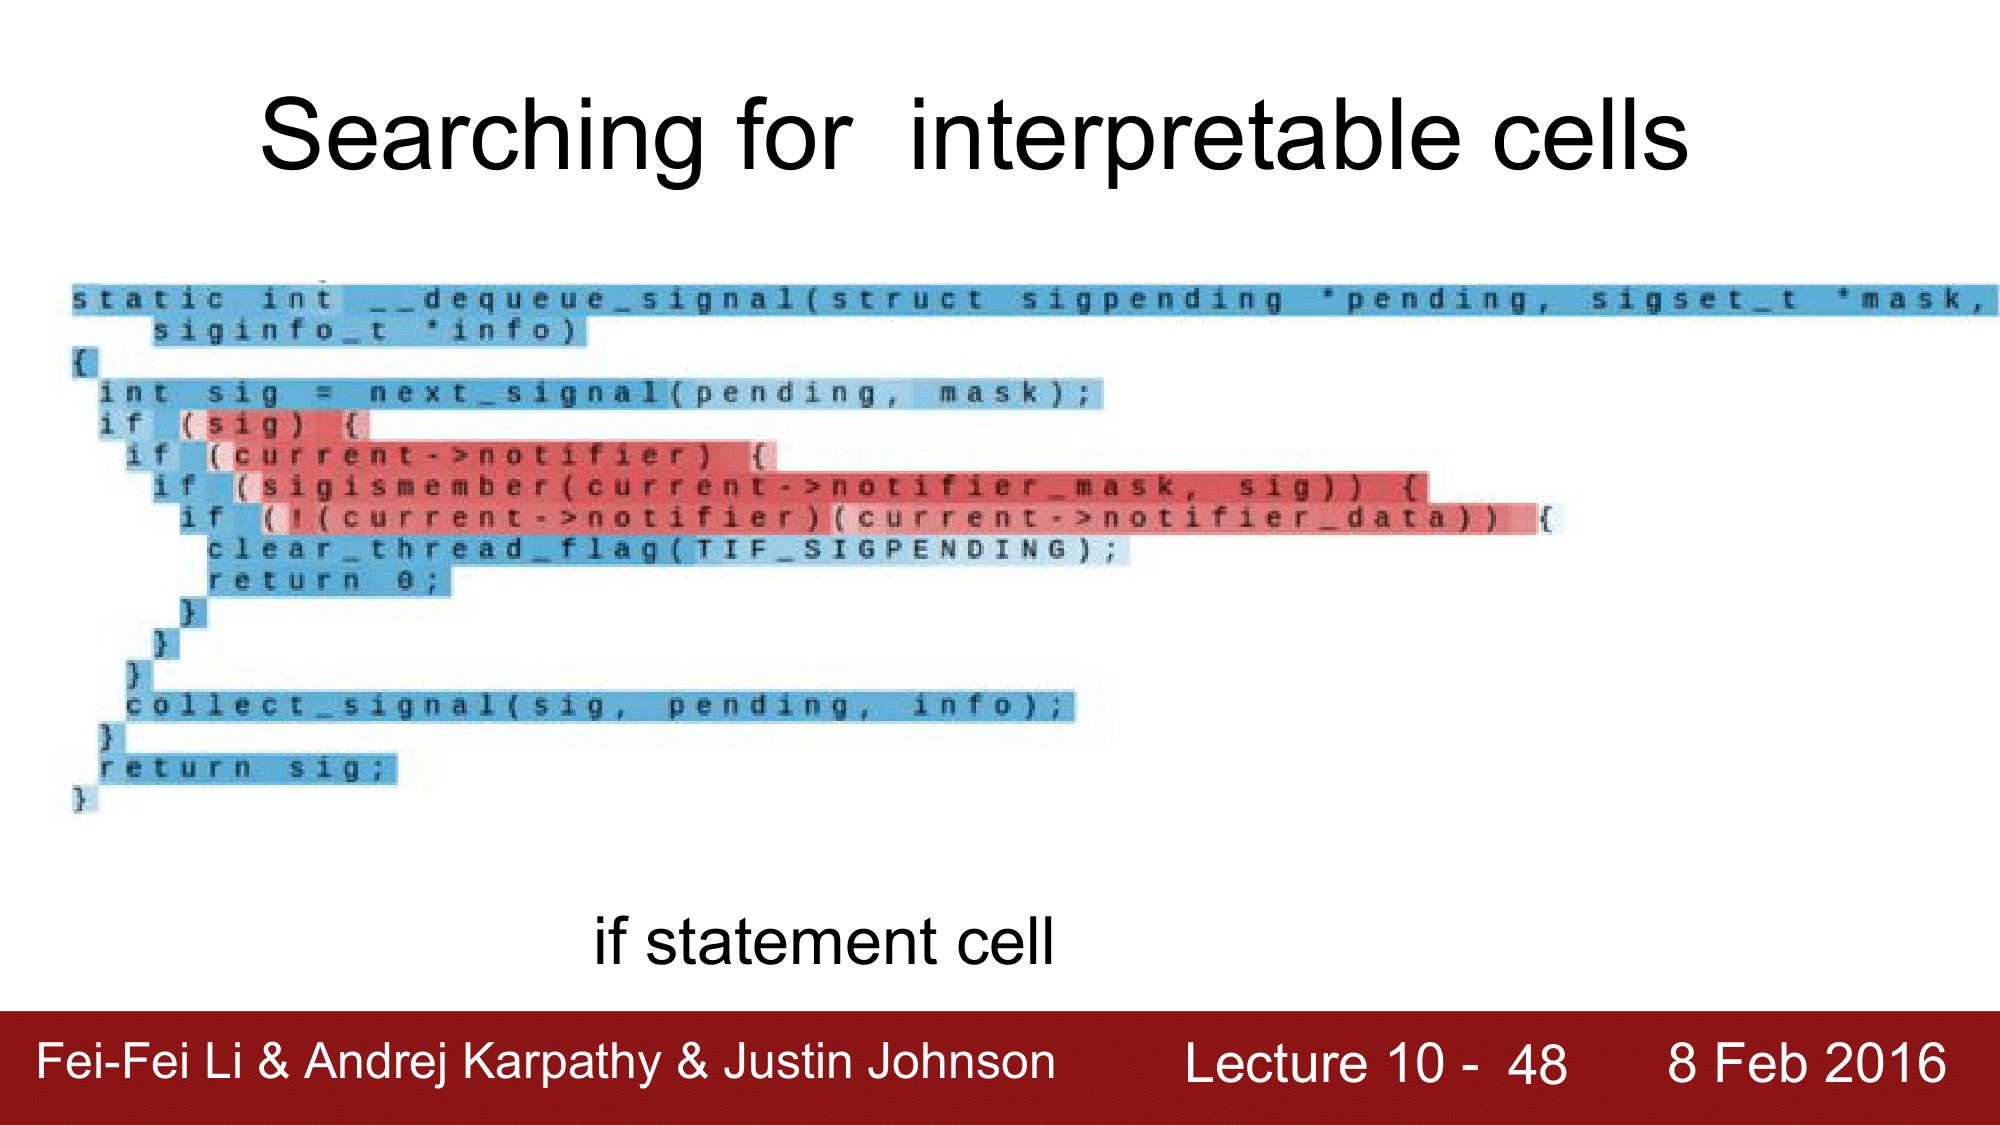 Searching for  interpretable cells
static int __dequeue_signal(struct sigpending *pending, sigset_t *mask,
   siginfo_t *info)
{
 int sig = next_signal(pending, mask);
 if (sig) {
  if (current->notifier) {
   if (sigismember(current->notifier_mask, sig)) {
    if (!(current->notifier)(current->notifier_data)) {
     clear_thread_flag(TIF_SIGPENDING);
     return 0;
    }
   }
  }
  collect_signal(sig, pending, info);
 }
 return sig;
}
if statement cell
Fei-Fei Li & Andrej Karpathy & Justin Johnson Lecture 10 - 48 8 Feb 2016